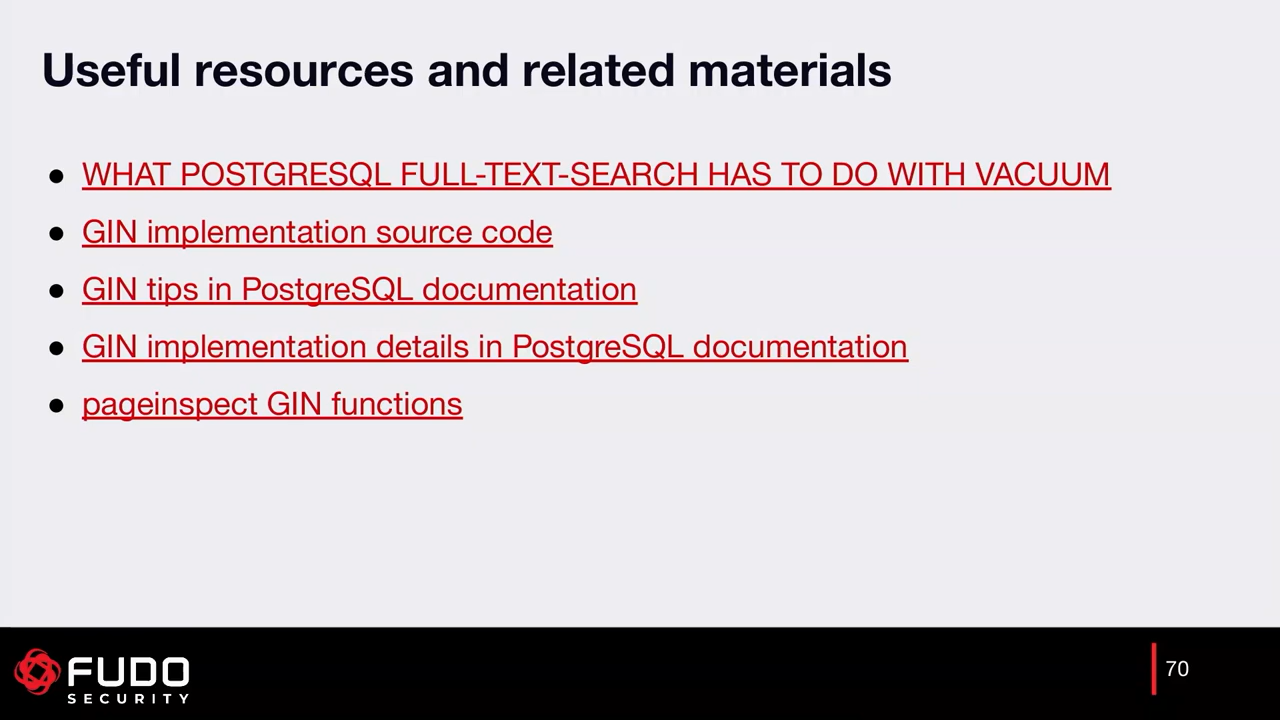 Useful resources and related materials
● WHAT POSTGRESQL FULL-TEXT-SEARCH HAS TO DO WITH VACUUM
● GIN implementation source code
● GIN tips in PostgreSQL documentation
● GIN implementation details in PostgreSQL documentation
● pageinspect GIN functions
FUDO
SECURITY
70